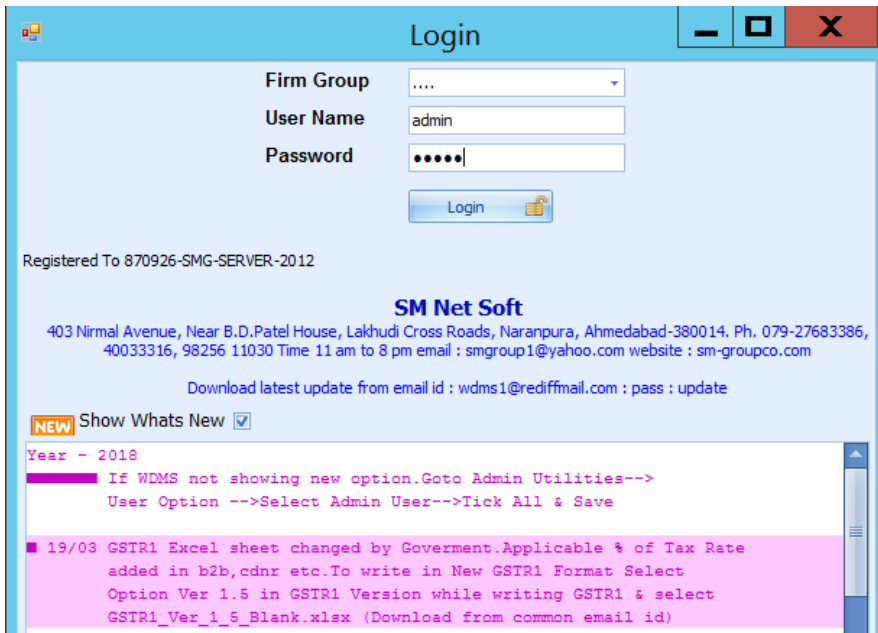 Login
Firm Group ....
User Name admin
Password •••••
Login
Registered To 870926-SMG-SERVER-2012
SM Net Soft
403 Nirmal Avenue, Near B.D.Patel House, Lakhudi Cross Roads, Naranpura, Ahmedabad-380014. Ph. 079-27683386,
40033316, 98256 11030 Time 11 am to 8 pm email : smgroup1@yahoo.com website : sm-groupco.com
Download latest update from email id : wdms1@rediffmail.com : pass : update
NEW Show Whats New
Year - 2018
If WDMS not showing new option.Goto Admin Utilities-->
User Option -->Select Admin User-->Tick All & Save
19/03 GSTR1 Excel sheet changed by Goverment.Applicable % of Tax Rate
added in b2b,cdnr etc.To write in New GSTR1 Format Select
Option Ver 1.5 in GSTR1 Version while writing GSTR1 & select
GSTR1_Ver_1_5_Blank.xlsx (Download from common email id)